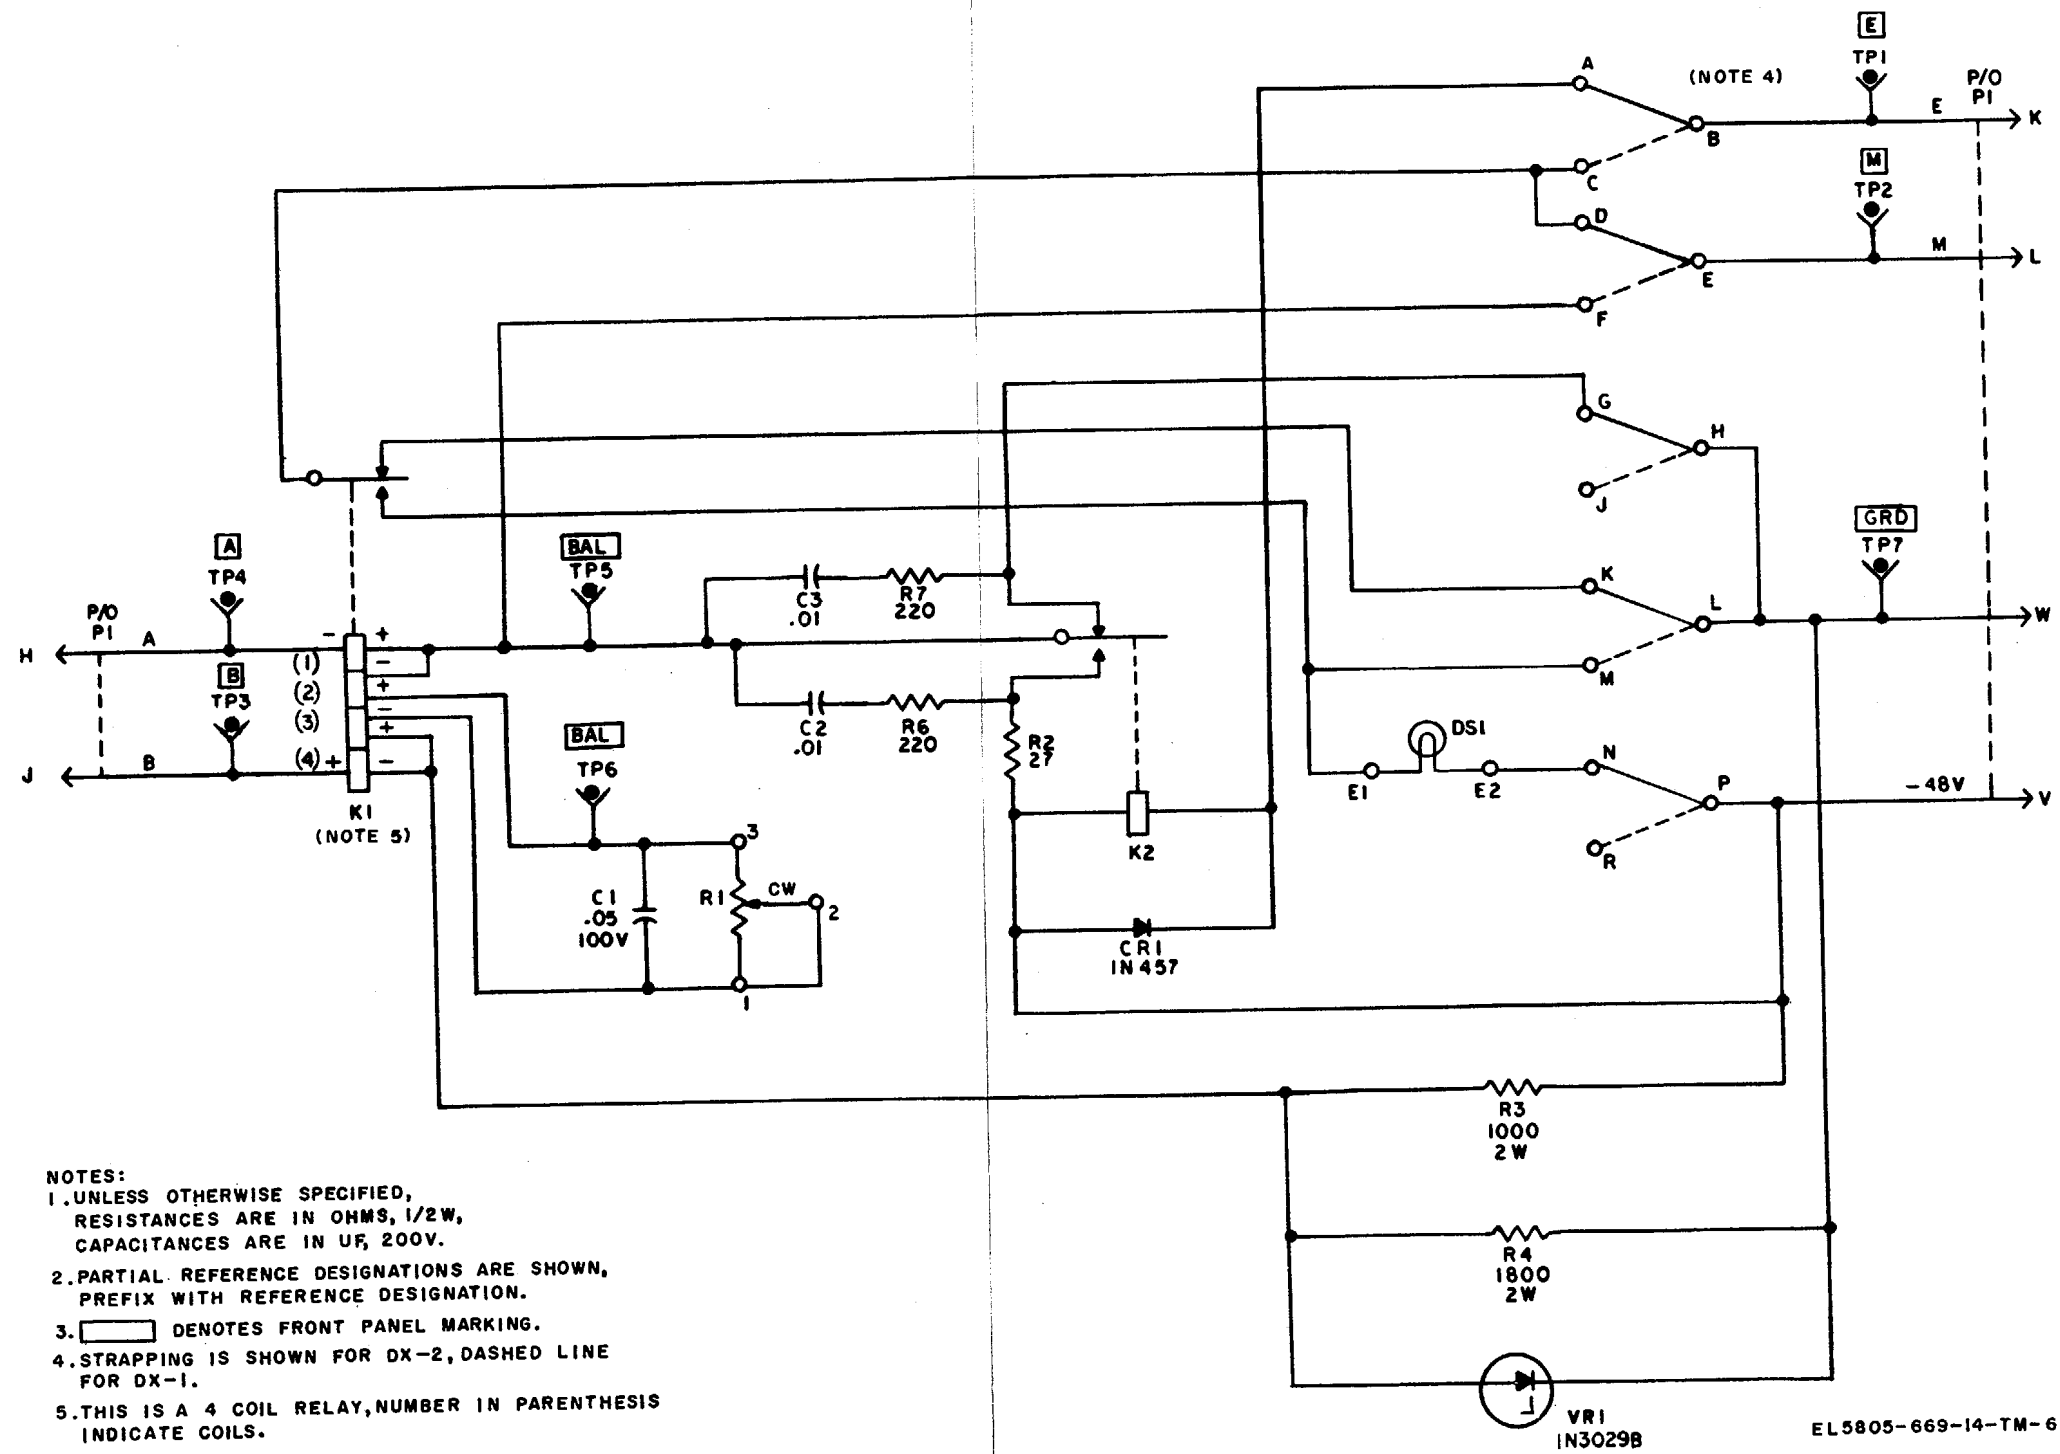 E
TP1
(NOTE 4)
P/O
P1
A
B
E
K
M
TP2
C
D
E
M
L
F
G
H
J
GRD
TP7
A
TP4
BAL
TP5
C3
.01
R7
220
K
L
W
P/O
P1
H
A
-
+
(1)
-
B
TP3
(2)
+
-
(3)
+
M
C2
.01
R6
220
R2
27
DS1
BAL
TP6
J
B
(4)
+
-
E1
E2
N
P
-48V
V
K1
(NOTE 5)
3
K2
R
C1
.05
100V
R1
CW
2
CR1
IN457
1
R3
1000
2W
R4
1800
2W
VR1
IN3029B
NOTES:
1.UNLESS OTHERWISE SPECIFIED,
RESISTANCES ARE IN OHMS, 1/2W,
CAPACITANCES ARE IN UF, 200V.
2.PARTIAL REFERENCE DESIGNATIONS ARE SHOWN,
PREFIX WITH REFERENCE DESIGNATION.
3. DENOTES FRONT PANEL MARKING.
4.STRAPPING IS SHOWN FOR DX-2, DASHED LINE
FOR DX-1.
5.THIS IS A 4 COIL RELAY, NUMBER IN PARENTHESIS
INDICATE COILS.
EL5805-669-14-TM-6